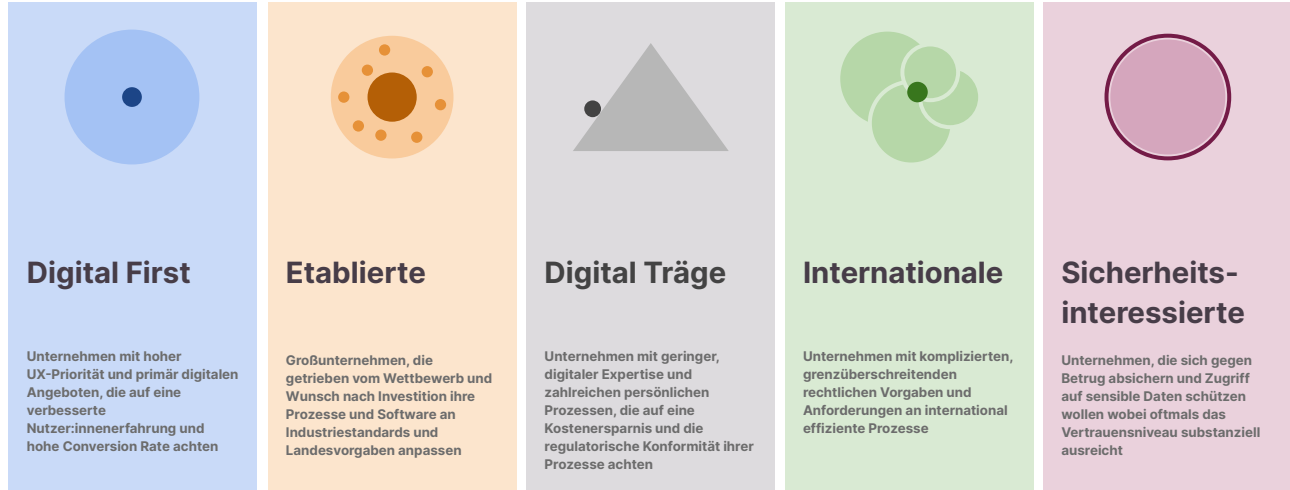 Digital First
Unternehmen mit hoher
UX-Priorität und primär digitalen
Angeboten, die auf eine
verbesserte
Nutzer:innenerfahrung und
hohe Conversion Rate achten
Etablierte
Großunternehmen, die
getrieben vom Wettbewerb und
Wunsch nach Investition ihre
Prozesse und Software an
Industriestandards und
Landesvorgaben anpassen
Digital Träge
Unternehmen mit geringer,
digitaler Expertise und
zahlreichen persönlichen
Prozessen, die auf eine
Kostenersparnis und die
regulatorische Konformität ihrer
Prozesse achten
Internationale
Unternehmen mit komplizierten,
grenzüberschreitenden
rechtlichen Vorgaben und
Anforderungen an international
effiziente Prozesse
Sicherheits-
interessierte
Unternehmen, die sich gegen
Betrug absichern und Zugriff
auf sensible Daten schützen
wollen wobei oftmals das
Vertrauensniveau substanziell
ausreicht